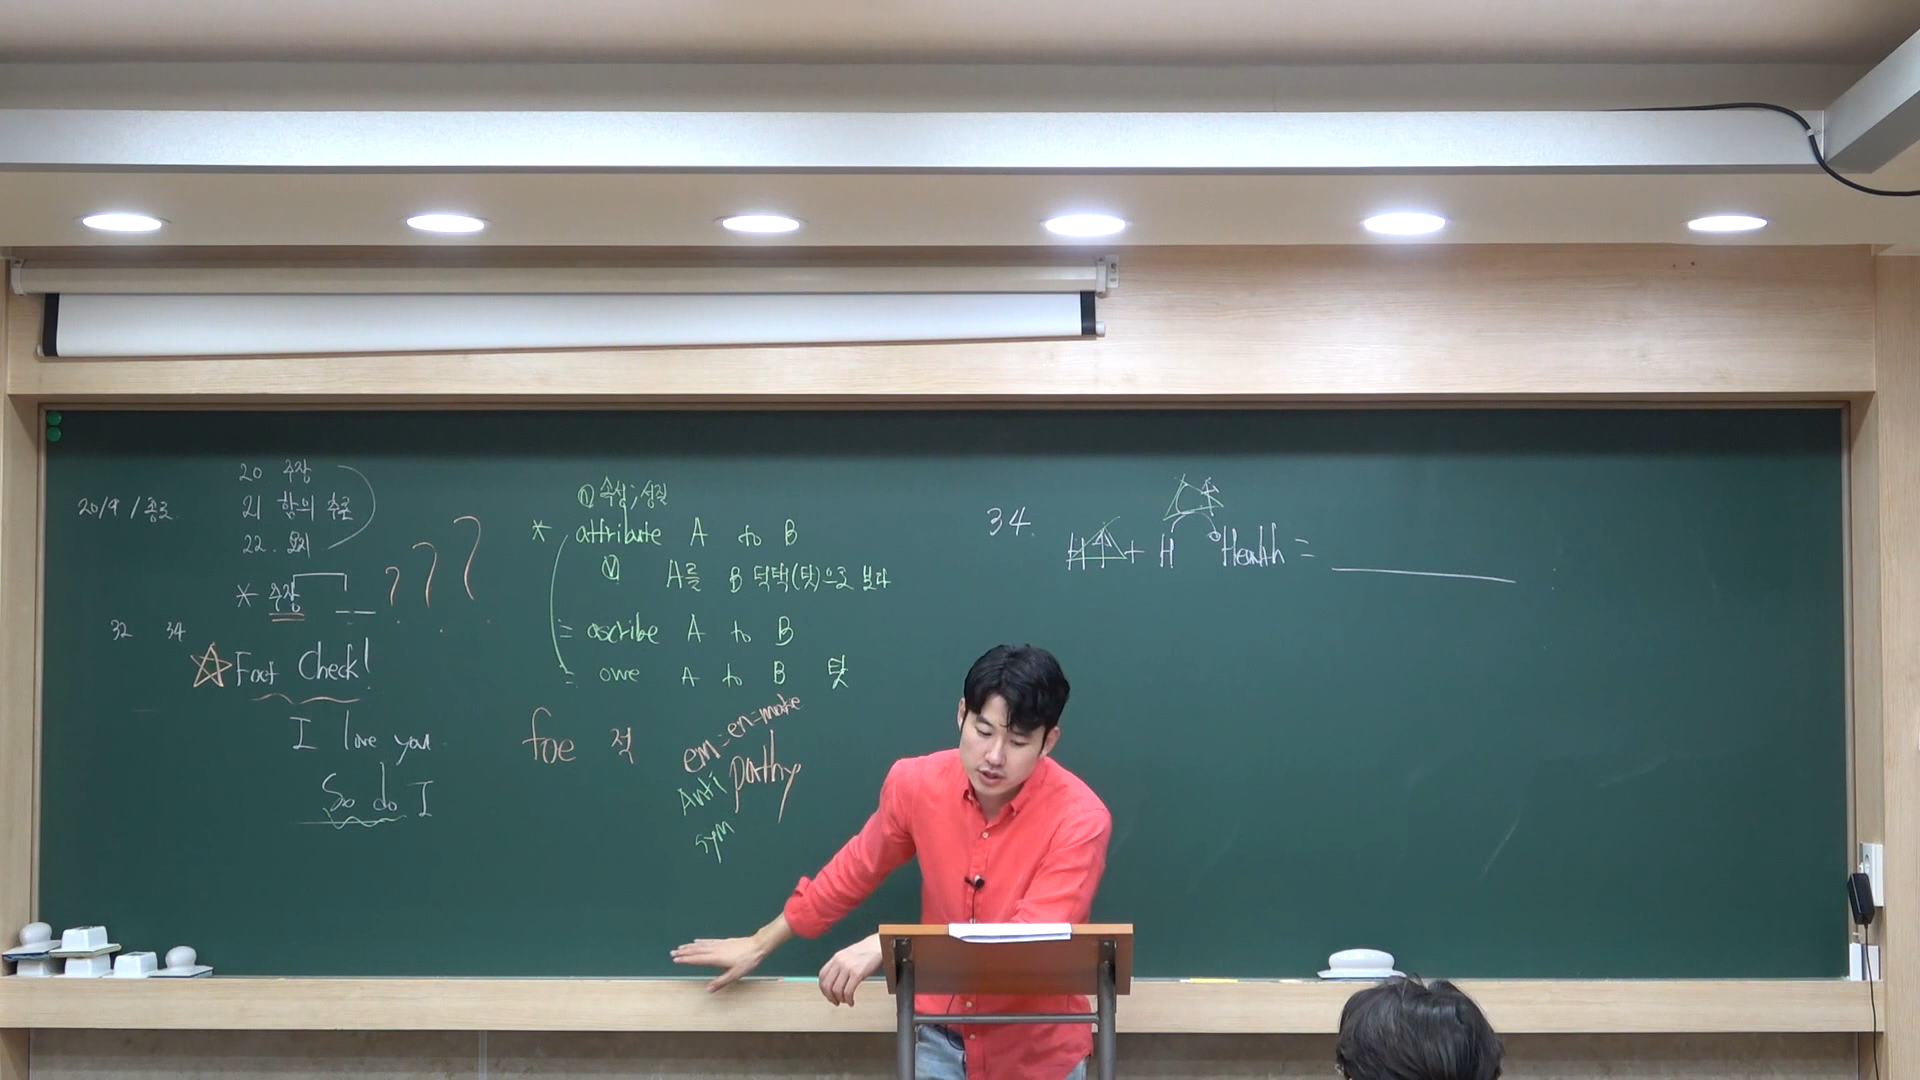 20 주장
20/9 / 종로
21 함의 추론
22. 요지
* 주장 _ _ ? ? ?
32 34
☆ Fact Check!
I love you
So do I
ⓝ 속성; 성질
* attribute A to B
ⓥ A를 B 덕택(탓)으로 보다
= ascribe A to B
= owe A to B 탓
foe 적
em = en = make
Anti pathy
sym
34.
H + H Health =